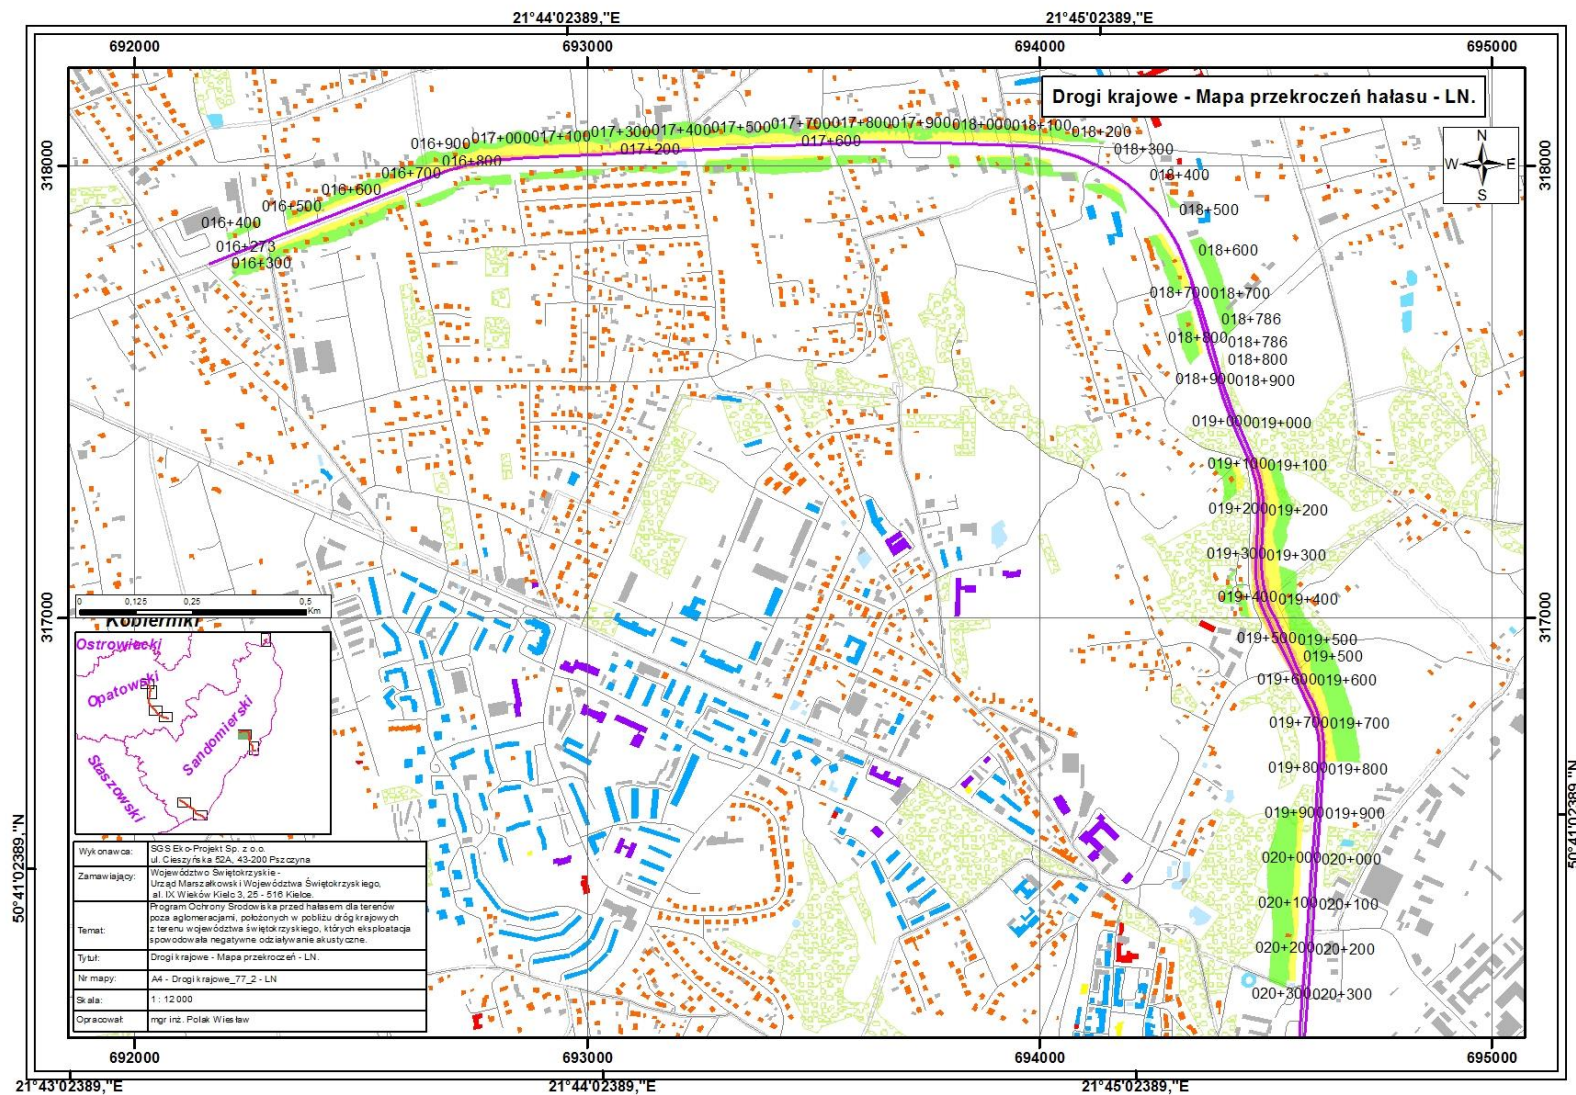 21°44'02389,"E 21°45'02389,"E
692000 693000 694000 695000
Drogi krajowe - Mapa przekroczeń hałasu - LN.
N
W E
S
318000 318000
016+900 017+000 017+100 017+300 017+400 017+500 017+700 017+800 017+900 018+000 018+100 018+200
016+800 017+200 017+600 018+300
016+700 018+400
016+600
016+500 018+500
016+400
016+273 018+600
016+300
018+700 018+700
018+786
018+800 018+786
018+800
018+900 018+900
019+000 019+000
019+100 019+100
019+200 019+200
019+300 019+300
019+400 019+400
0 0,125 0,25 0,5
Km
Kobierniki
317000 317000
019+500 019+500
019+500
019+600 019+600
019+700 019+700
019+800 019+800
019+900 019+900
020+000 020+000
020+100 020+100
020+200 020+200
020+300 020+300
Ostrowiecki
Opatowski
Sandomierski
Staszowski
Wykonawca: SGS Eko-Projekt Sp. z o.o.
ul. Cieszyńska 52A, 43-200 Pszczyna
Zamawiający: Województwo Świętokrzyskie -
Urząd Marszałkowski Województwa Świętokrzyskiego,
al. IX Wieków Kielc 3, 25 - 516 Kielce.
Temat: Program Ochrony Środowiska przed hałasem dla terenów
poza aglomeracjami, położonych w pobliżu dróg krajowych
z terenu województwa świętokrzyskiego, których eksploatacja
spowodowała negatywne oddziaływanie akustyczne.
Tytuł: Drogi krajowe - Mapa przekroczeń - LN.
Nr mapy: A4 - Drogi krajowe_77_2 - LN
Skala: 1 : 12 000
Opracował: mgr inż. Polak Wiesław
50°41'02389,"N 50°41'02389,"N
692000 693000 694000 695000
21°43'02389,"E 21°44'02389,"E 21°45'02389,"E